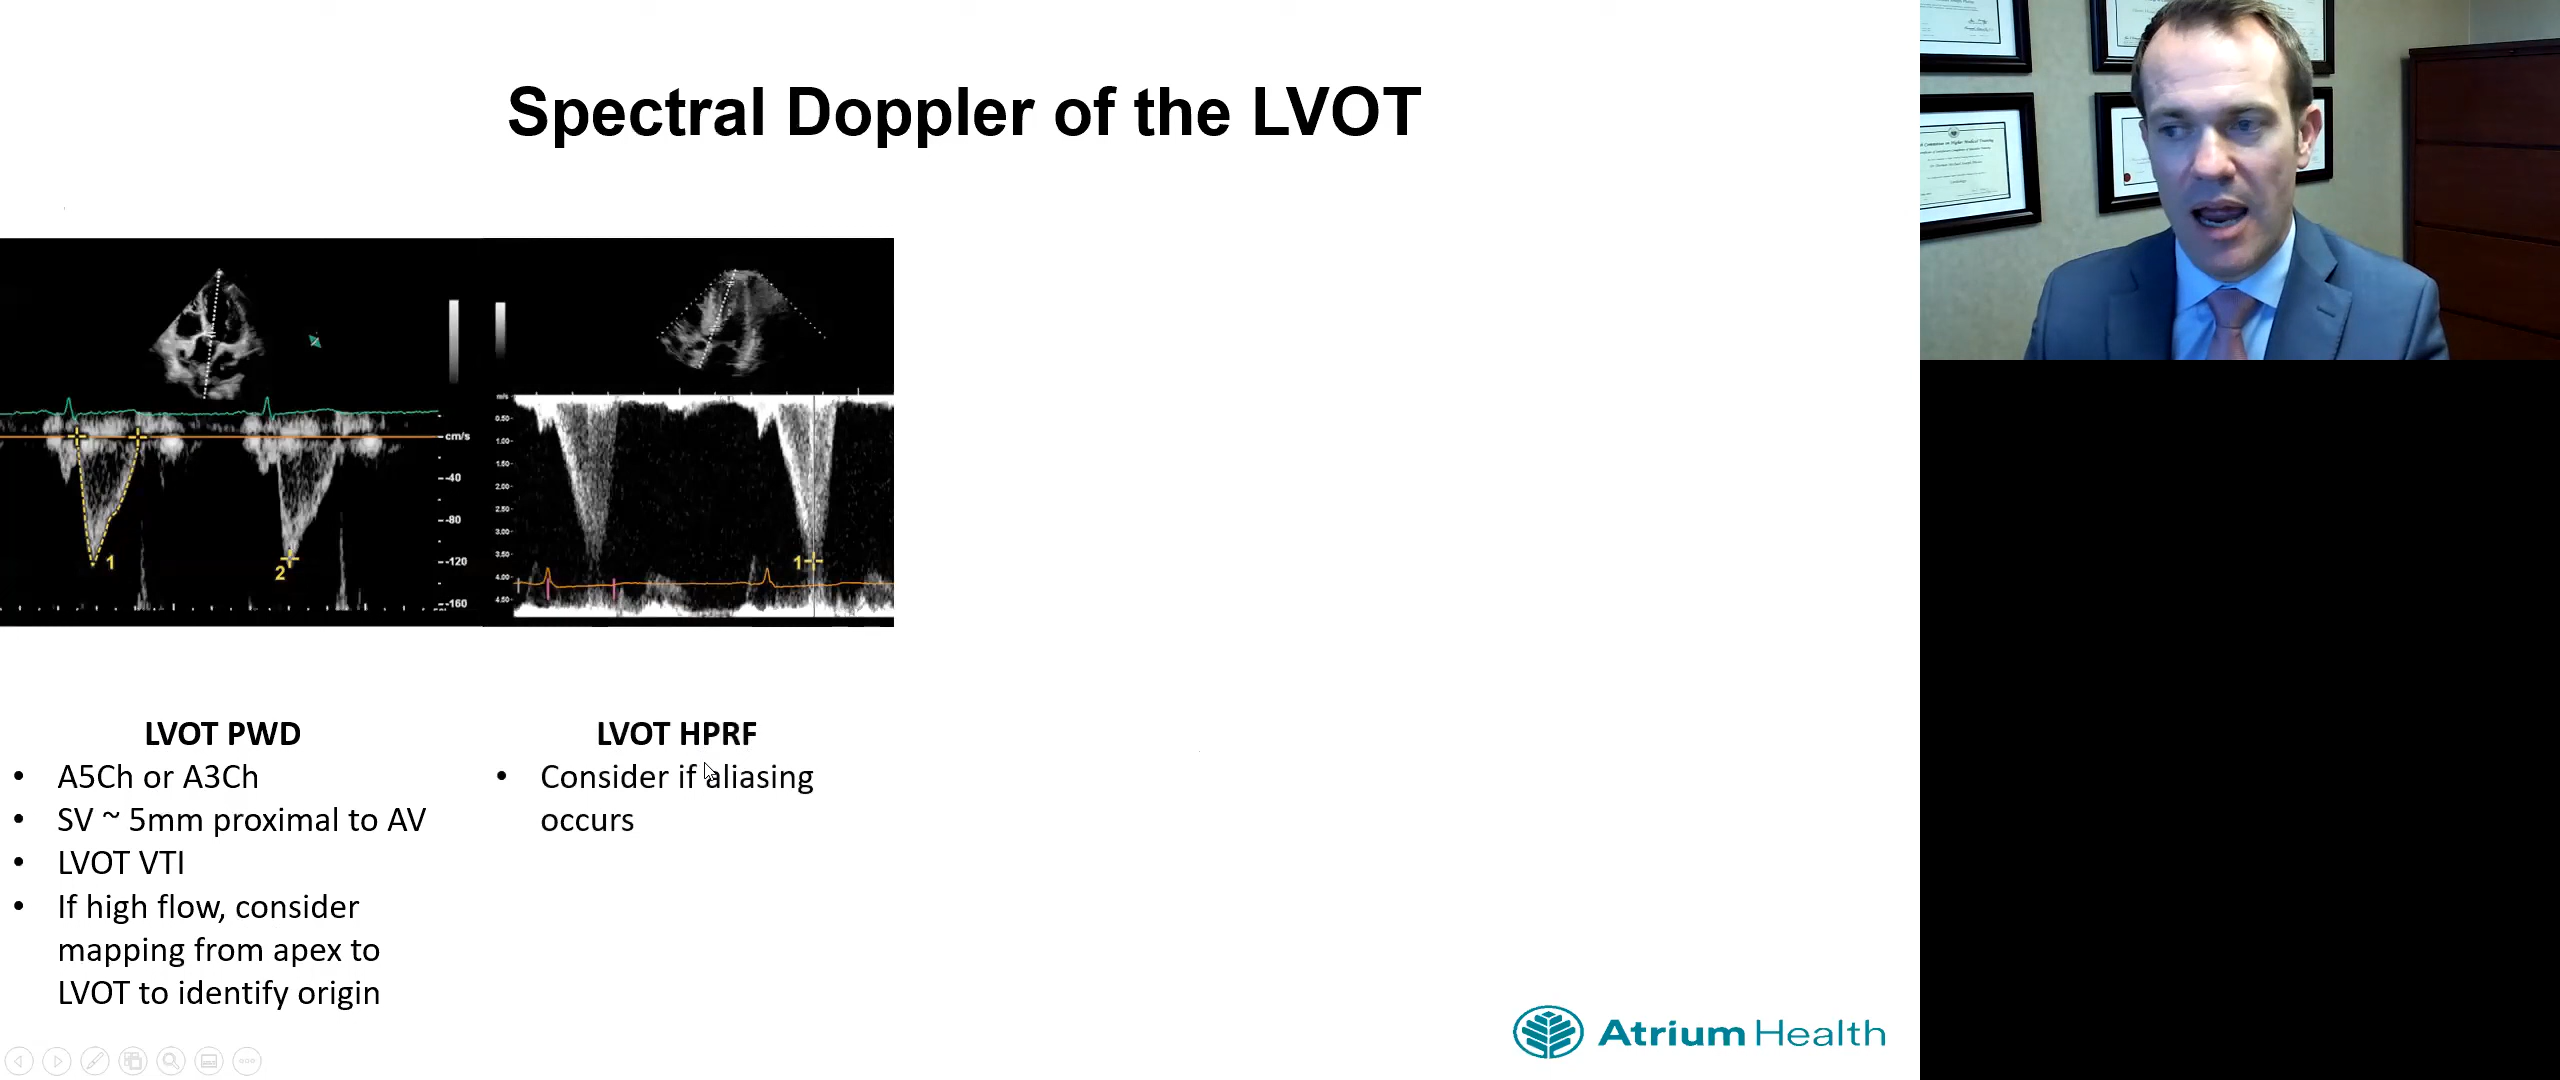 Spectral Doppler of the LVOT
cm/s
-40
-80
-120
-160
1
2
m/s
0.50
1.00
1.50
2.00
2.50
3.00
3.50
4.00
4.50
1
LVOT PWD
• A5Ch or A3Ch
• SV ~ 5mm proximal to AV
• LVOT VTI
• If high flow, consider
mapping from apex to
LVOT to identify origin
LVOT HPRF
• Consider if aliasing
occurs
Atrium Health